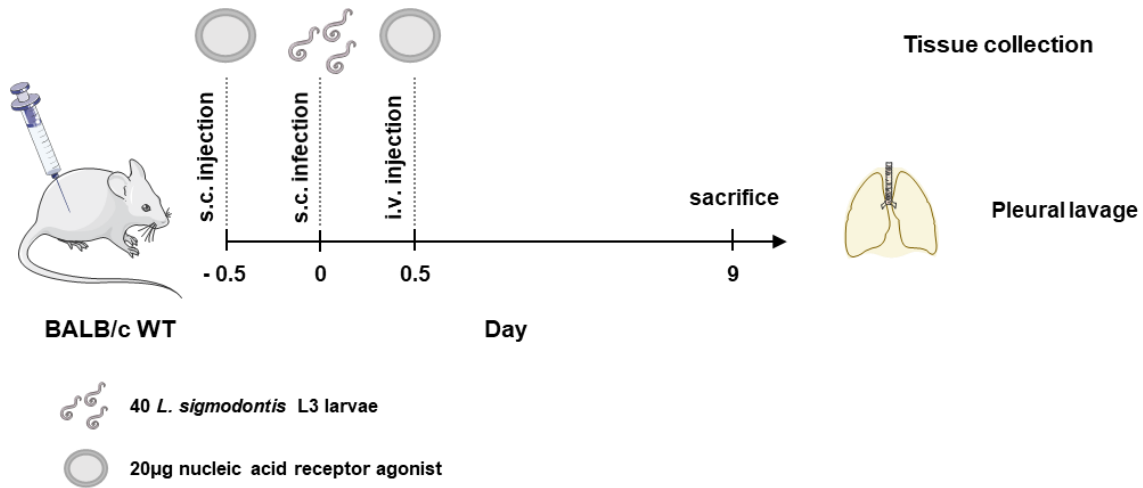 Tissue collection
s.c. injection
s.c. infection
i.v. injection
sacrifice
Pleural lavage
- 0.5
0
0.5
9
BALB/c WT
Day
40 L. sigmodontis L3 larvae
20µg nucleic acid receptor agonist